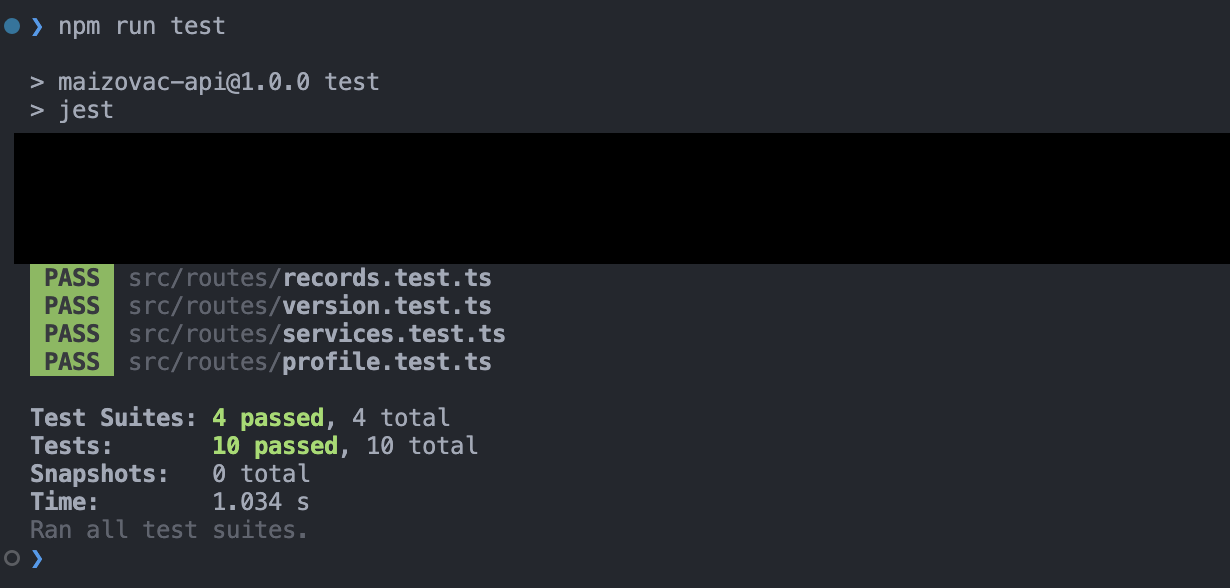 ❯ npm run test
> maizovac-api@1.0.0 test
> jest
PASS src/routes/records.test.ts
PASS src/routes/version.test.ts
PASS src/routes/services.test.ts
PASS src/routes/profile.test.ts
Test Suites: 4 passed, 4 total
Tests: 10 passed, 10 total
Snapshots: 0 total
Time: 1.034 s
Ran all test suites.
❯